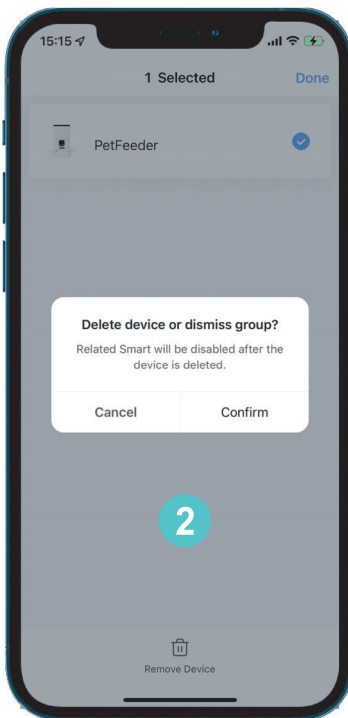 15:15
1 Selected
Done
PetFeeder
Delete device or dismiss group?
Related Smart will be disabled after the
device is deleted.
Cancel
Confirm
2
Remove Device